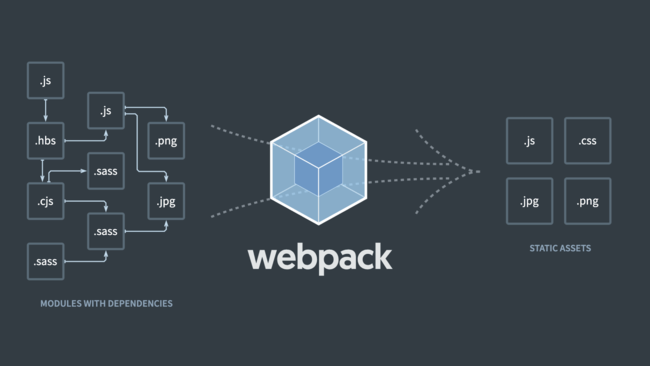 .js
.js
.hbs
.png
.sass
.cjs
.jpg
.sass
.sass
MODULES WITH DEPENDENCIES
webpack
.js
.css
.jpg
.png
STATIC ASSETS